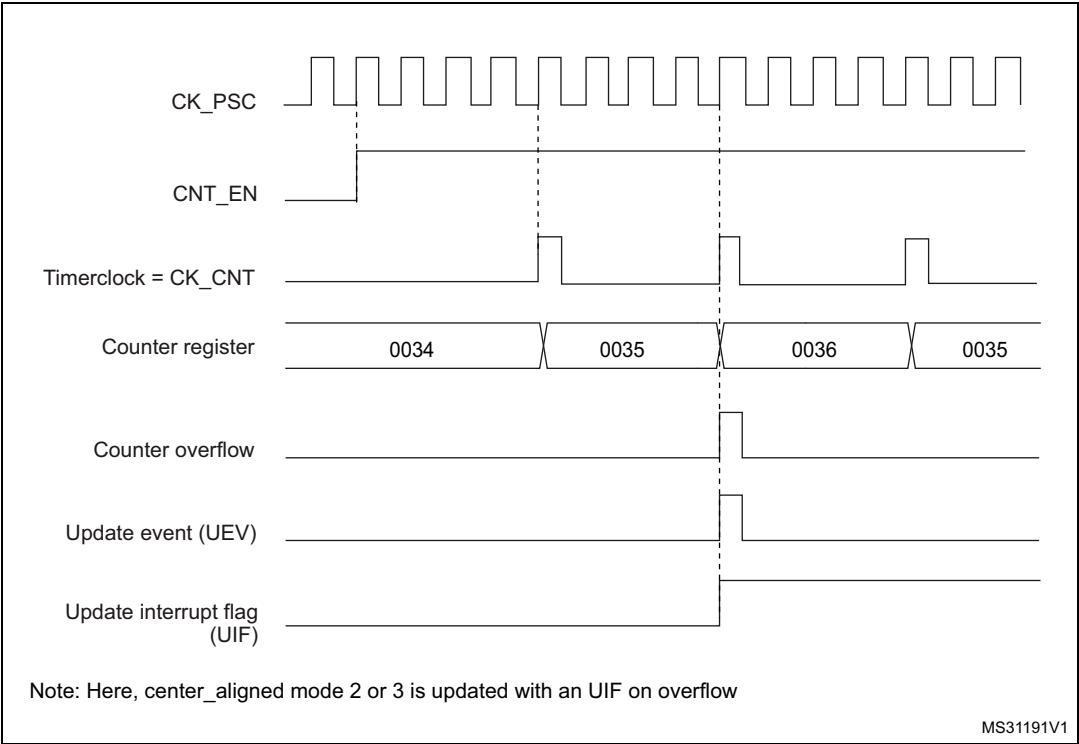 CK_PSC
CNT_EN
Timerclock = CK_CNT
Counter register
0034
0035
0036
0035
Counter overflow
Update event (UEV)
Update interrupt flag
(UIF)
Note: Here, center_aligned mode 2 or 3 is updated with an UIF on overflow
MS31191V1